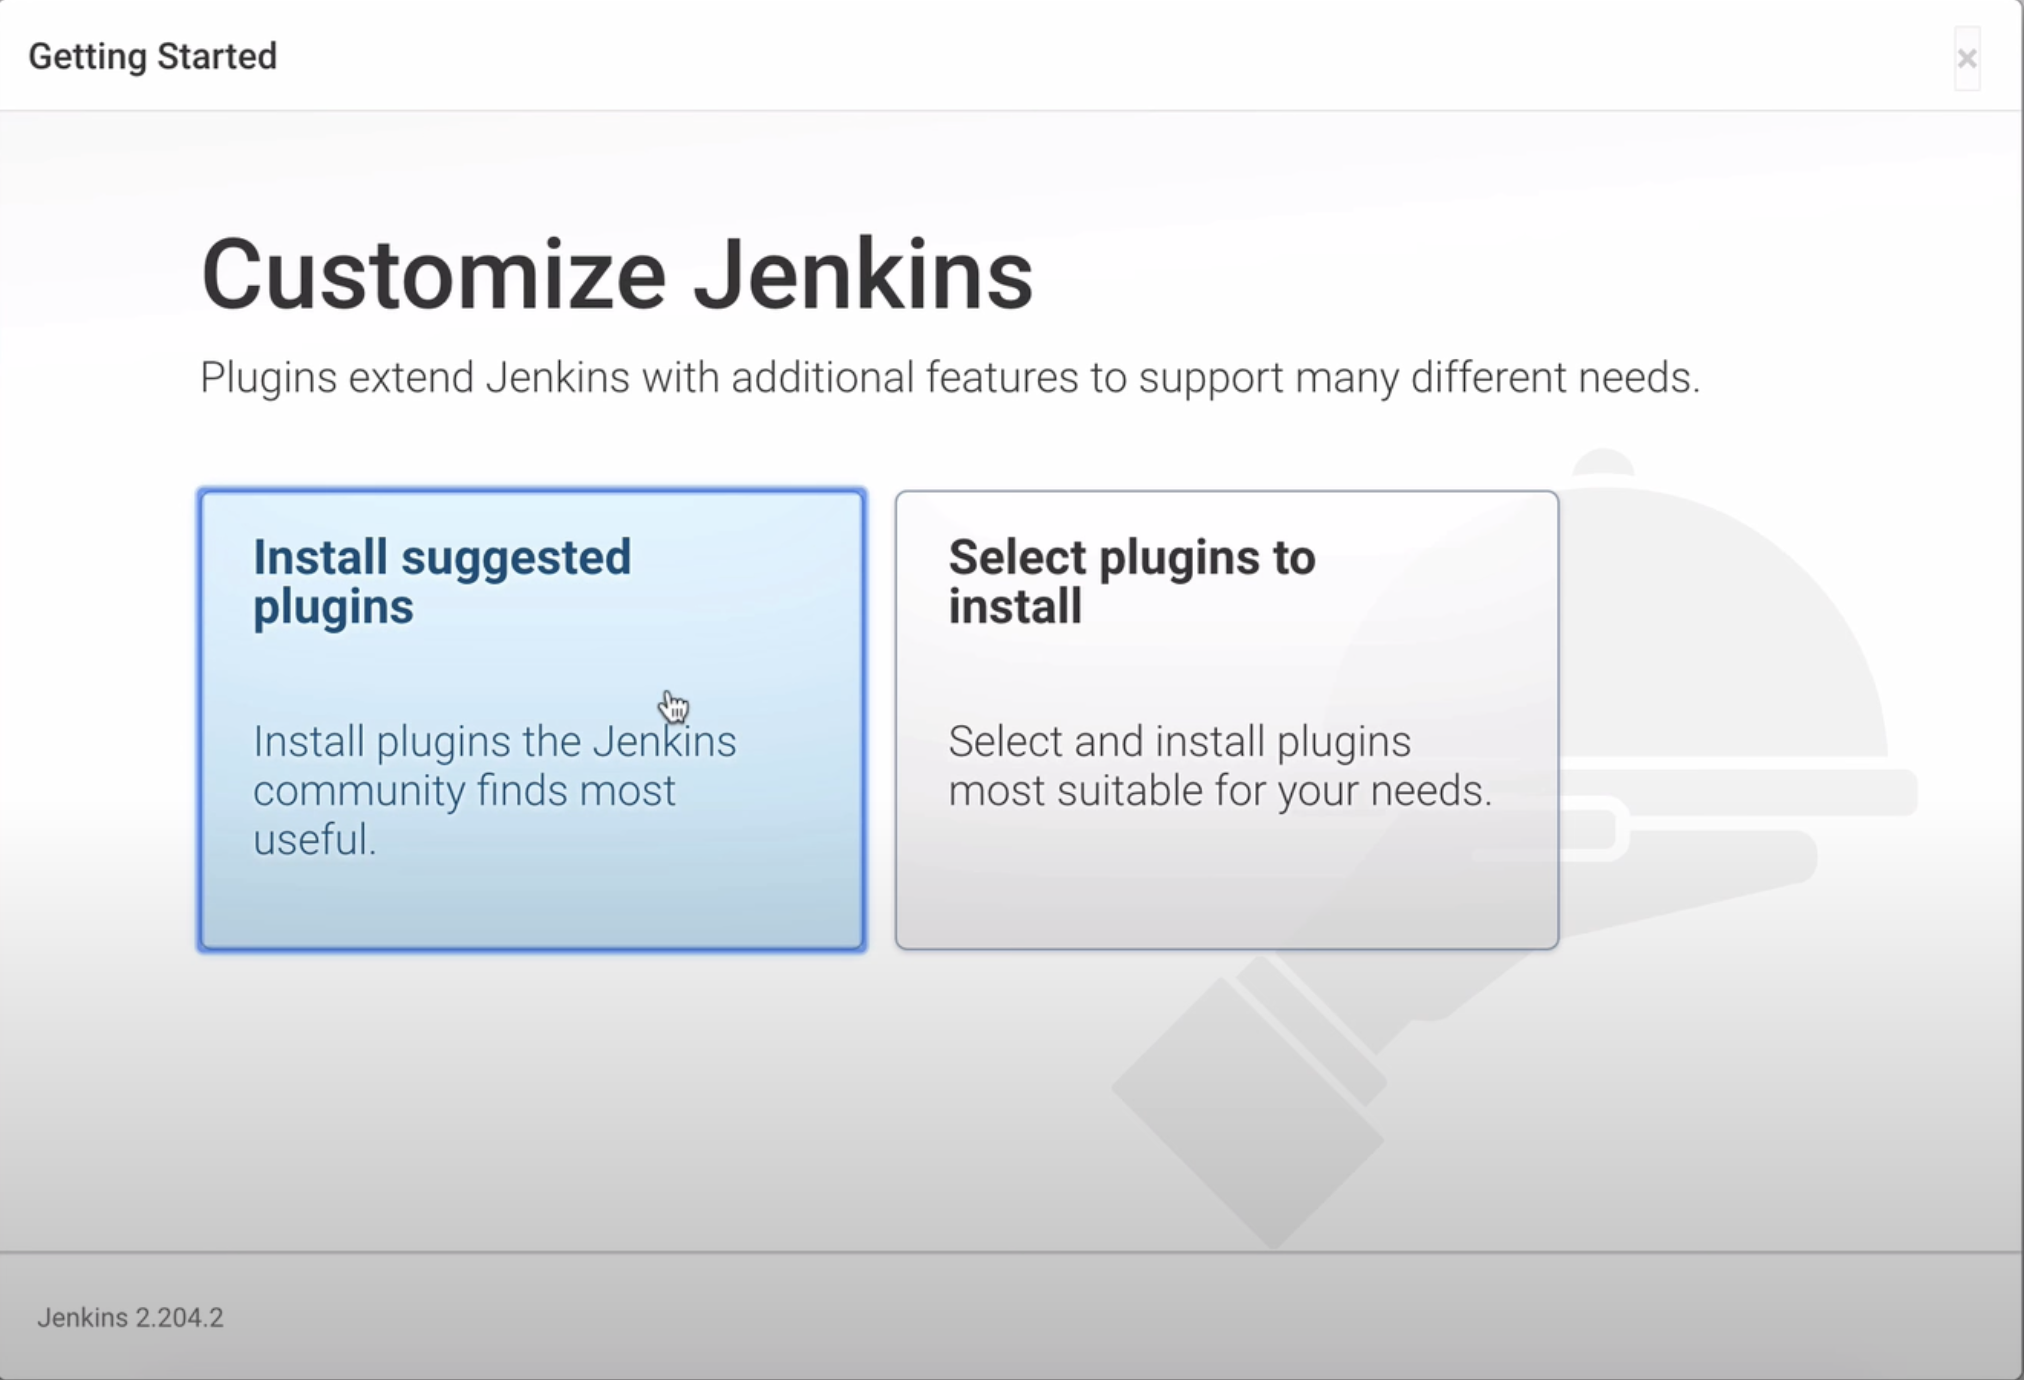 Getting Started
×
Customize Jenkins
Plugins extend Jenkins with additional features to support many different needs.
Install suggested
plugins
Install plugins the Jenkins
community finds most
useful.
Select plugins to
install
Select and install plugins
most suitable for your needs.
Jenkins 2.204.2